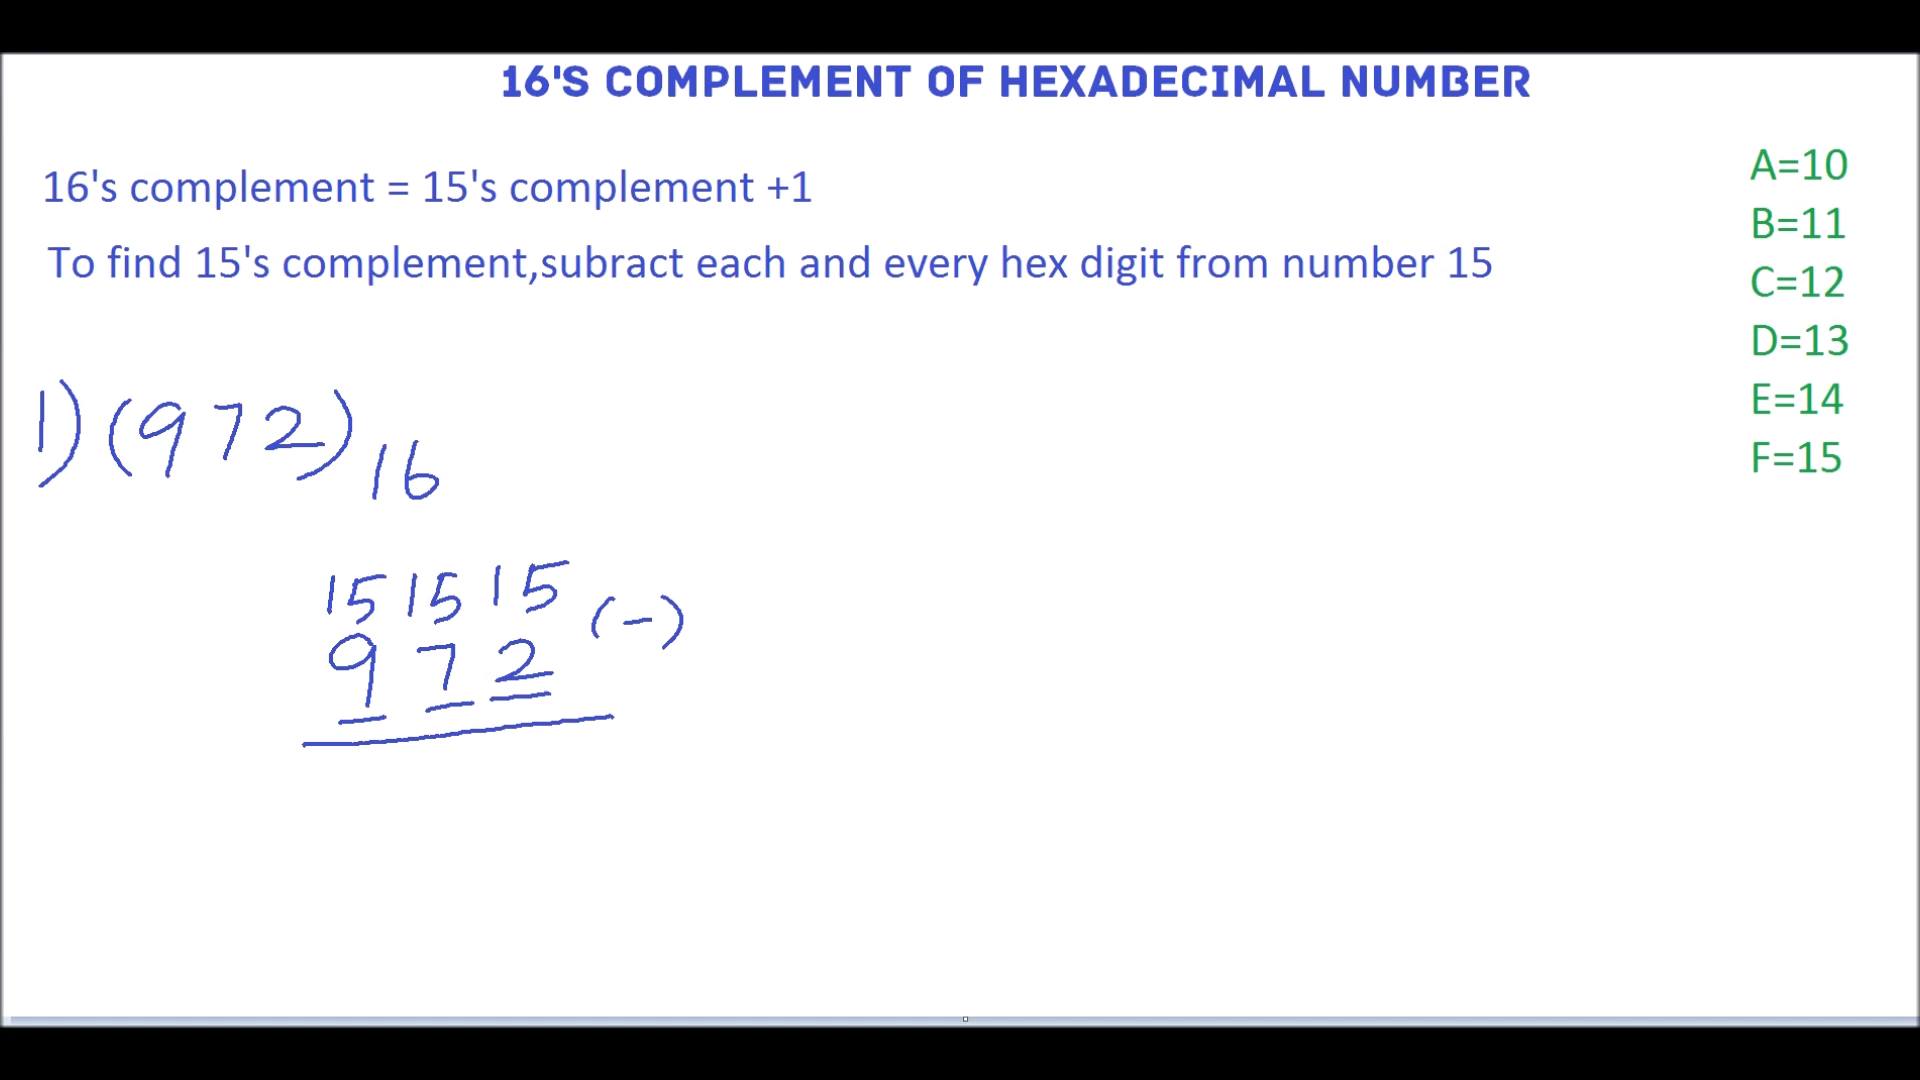 16'S COMPLEMENT OF HEXADECIMAL NUMBER
16's complement = 15's complement +1
To find 15's complement,subract each and every hex digit from number 15
A=10
B=11
C=12
D=13
E=14
F=15
1) (972)16
15 15 15 (-)
9 7 2